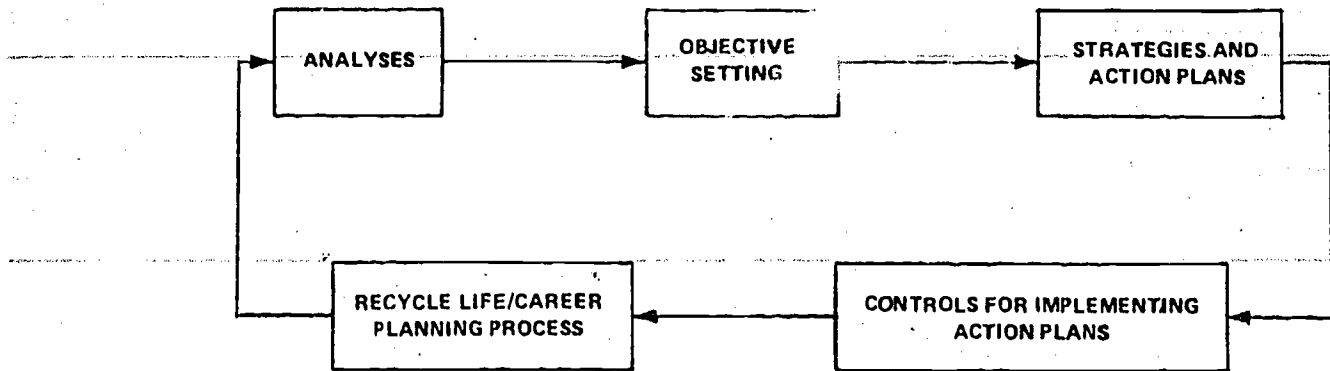 ANALYSES
OBJECTIVE
SETTING
STRATEGIES AND
ACTION PLANS
RECYCLE LIFE/CAREER
PLANNING PROCESS
CONTROLS FOR IMPLEMENTING
ACTION PLANS